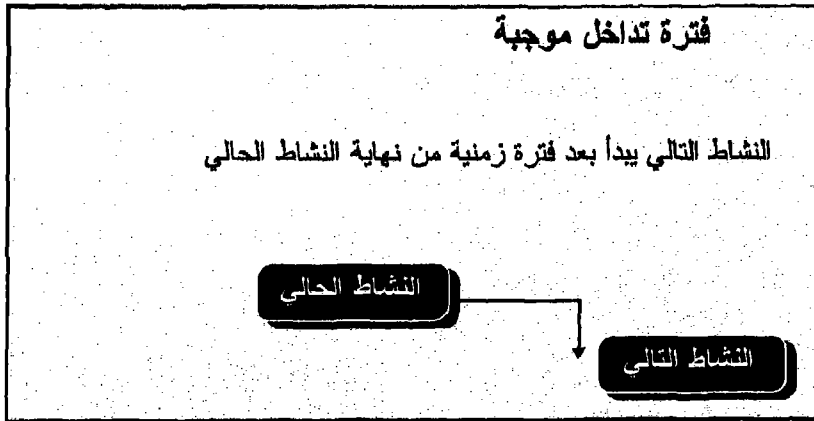 فترة تداخل موجبة
النشاط التالي يبدأ بعد فترة زمنية من نهاية النشاط الحالي
النشاط الحالي
النشاط التالي